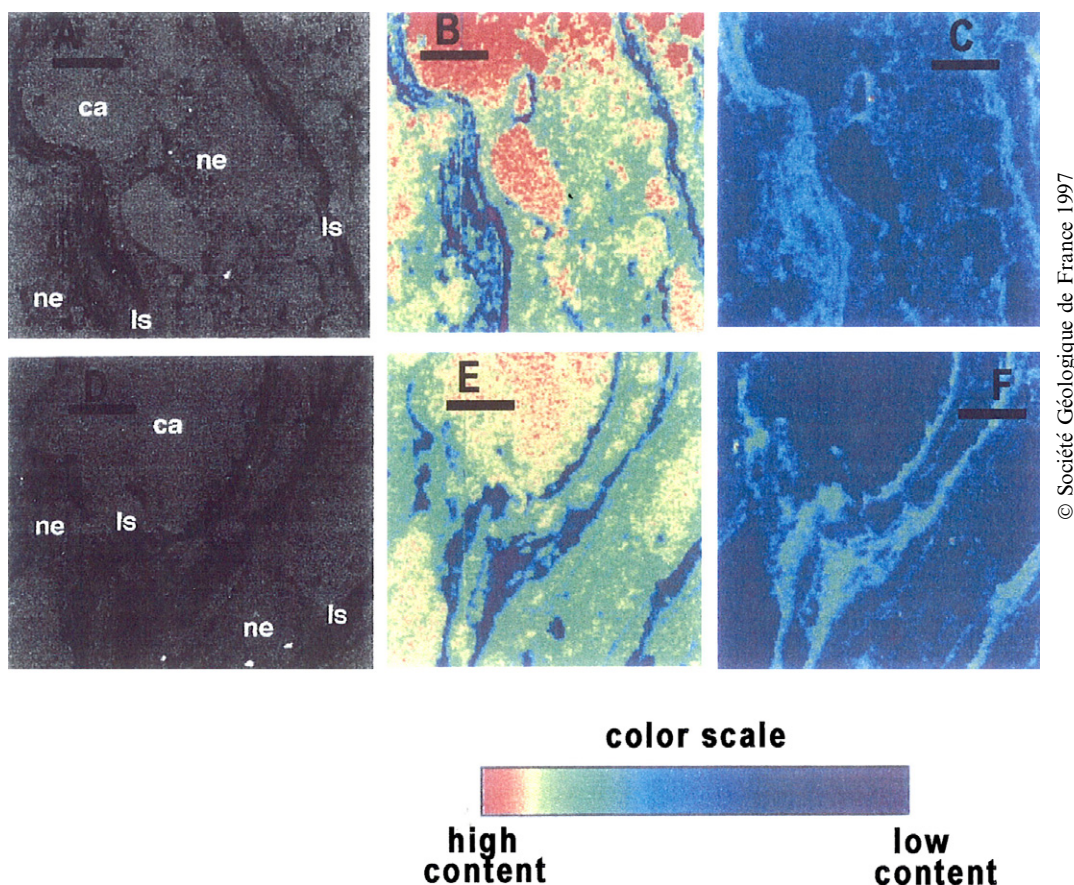 A
B
C
ca
ne
ls
ne
ls
D
E
F
ca
ne
ls
ls
ne
© Société Géologique de France 1997
color scale
high
content
low
content